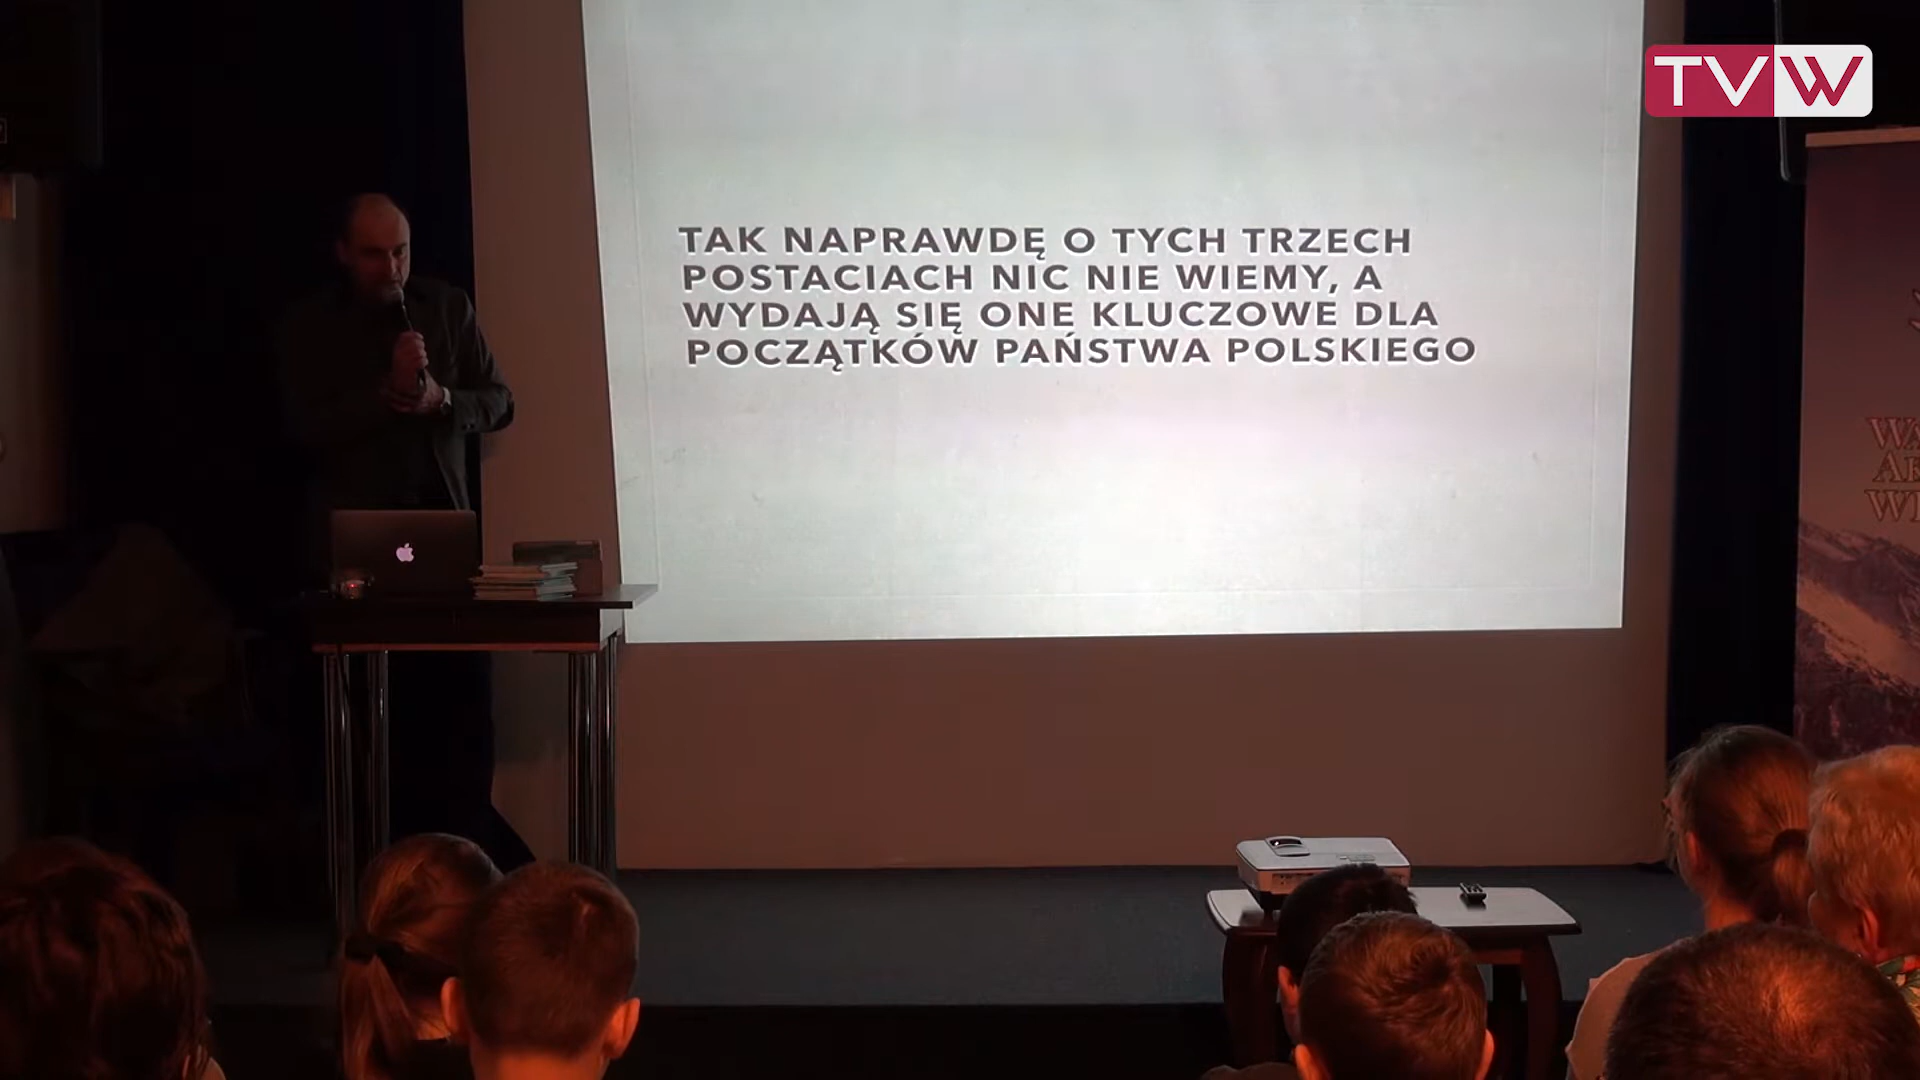 TVW
TAK NAPRAWDĘ O TYCH TRZECH
POSTACIACH NIC NIE WIEMY, A
WYDAJĄ SIĘ ONE KLUCZOWE DLA
POCZĄTKÓW PAŃSTWA POLSKIEGO